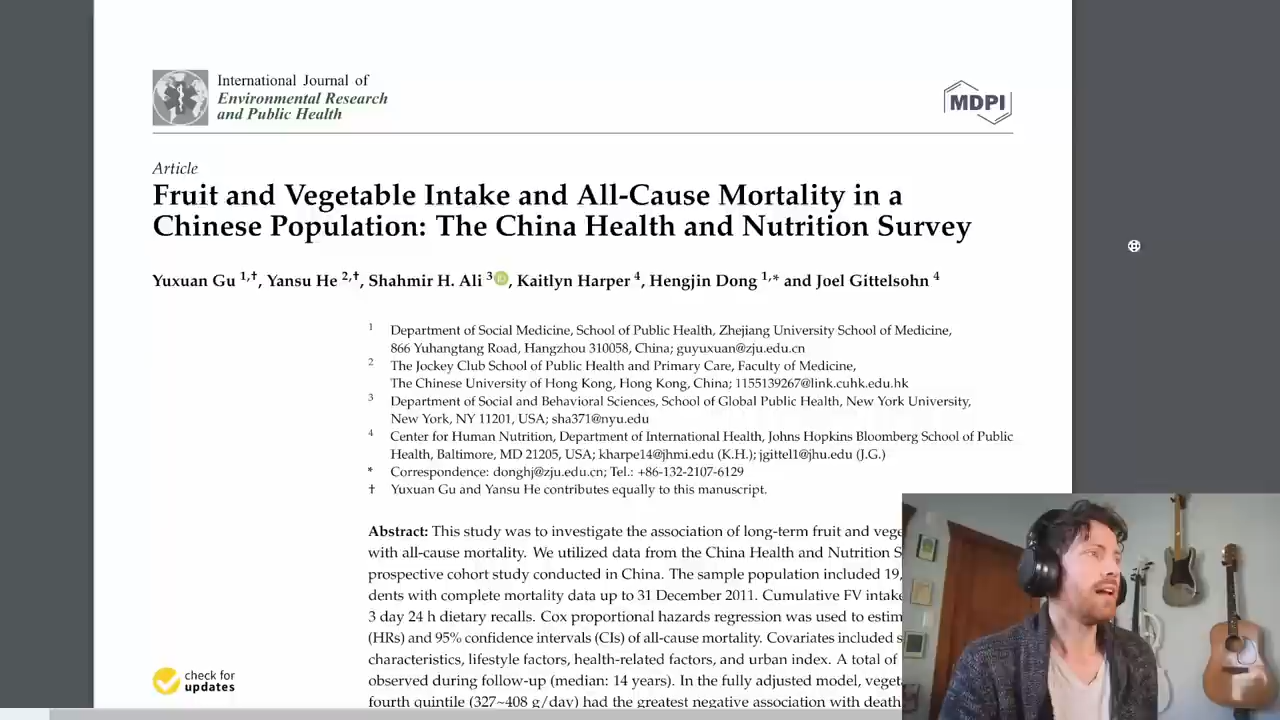 International Journal of
Environmental Research
and Public Health
MDPI
Article
Fruit and Vegetable Intake and All-Cause Mortality in a
Chinese Population: The China Health and Nutrition Survey
Yuxuan Gu 1,†, Yansu He 2,†, Shahmir H. Ali 3 iD, Kaitlyn Harper 4, Hengjin Dong 1,* and Joel Gittelsohn 4
1 Department of Social Medicine, School of Public Health, Zhejiang University School of Medicine,
866 Yuhangtang Road, Hangzhou 310058, China; guyuxuan@zju.edu.cn
2 The Jockey Club School of Public Health and Primary Care, Faculty of Medicine,
The Chinese University of Hong Kong, Hong Kong, China; 1155139267@link.cuhk.edu.hk
3 Department of Social and Behavioral Sciences, School of Global Public Health, New York University,
New York, NY 11201, USA; sha371@nyu.edu
4 Center for Human Nutrition, Department of International Health, Johns Hopkins Bloomberg School of Public
Health, Baltimore, MD 21205, USA; kharpe14@jhmi.edu (K.H.); jgittel1@jhu.edu (J.G.)
* Correspondence: donghj@zju.edu.cn; Tel.: +86-132-2107-6129
† Yuxuan Gu and Yansu He contributes equally to this manuscript.
Abstract: This study was to investigate the association of long-term fruit and vege
with all-cause mortality. We utilized data from the China Health and Nutrition S
prospective cohort study conducted in China. The sample population included 19,
dents with complete mortality data up to 31 December 2011. Cumulative FV intake
3 day 24 h dietary recalls. Cox proportional hazards regression was used to estim
(HRs) and 95% confidence intervals (CIs) of all-cause mortality. Covariates included s
characteristics, lifestyle factors, health-related factors, and urban index. A total of
observed during follow-up (median: 14 years). In the fully adjusted model, veget
fourth quintile (327~408 g/day) had the greatest negative association with death
check for
updates